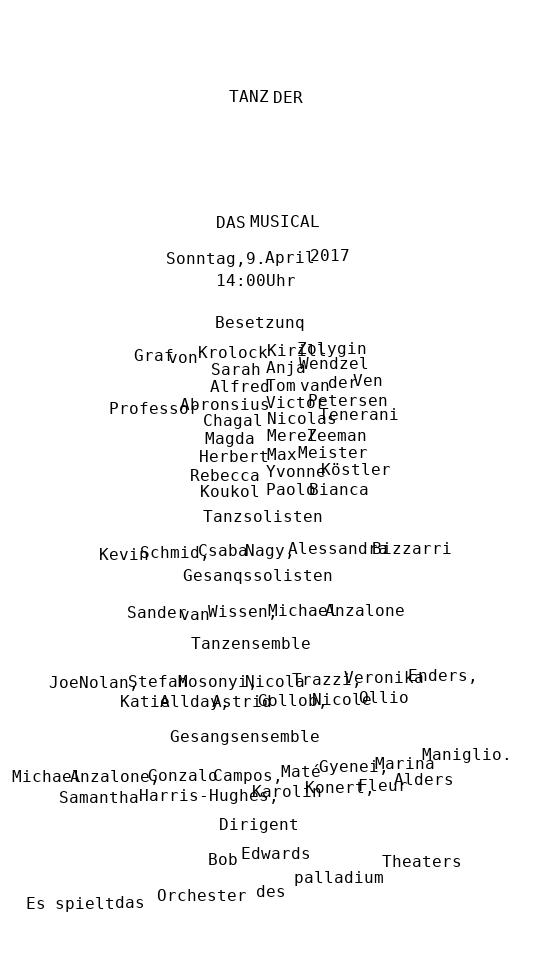 TANZ DER
DAS MUSICAL
Sonntag, 9. April 2017
14:00 Uhr
Besetzunq
Graf von Krolock Kirill Zolygin
Sarah Anja Wendzel
Alfred Tom van der Ven
Professor Abronsius Victor Petersen
Chagal Nicolas Tenerani
Magda Merel Zeeman
Herbert Max Meister
Rebecca Yvonne Köstler
Koukol Paolo Bianca
Tanzsolisten
Kevin Schmid, Csaba Nagy, Alessandra Bizzarri
Gesanqssolisten
Sander van Wissen, Michael Anzalone
Tanzensemble
Joe Nolan, Stefan Mosonyi, Nicola Trazzi, Veronika Enders,
Katie Allday, Astrid Gollob, Nicole Ollio
Gesangsensemble
Michael Anzalone, Gonzalo Campos, Maté Gyenei, Marina Maniglio.
Samantha Harris-Hughes, Karolin Konert, Fleur Alders
Dirigent
Bob Edwards
Es spielt das Orchester des palladium Theaters